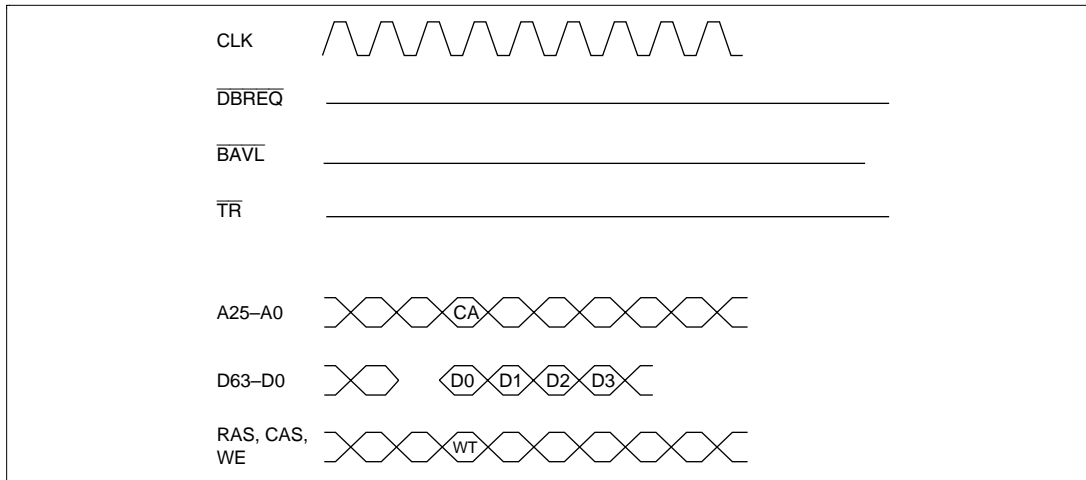 CLK
DBREQ
BAVL
TR
A25–A0 CA
D63–D0 D0 D1 D2 D3
RAS, CAS,
WE WT